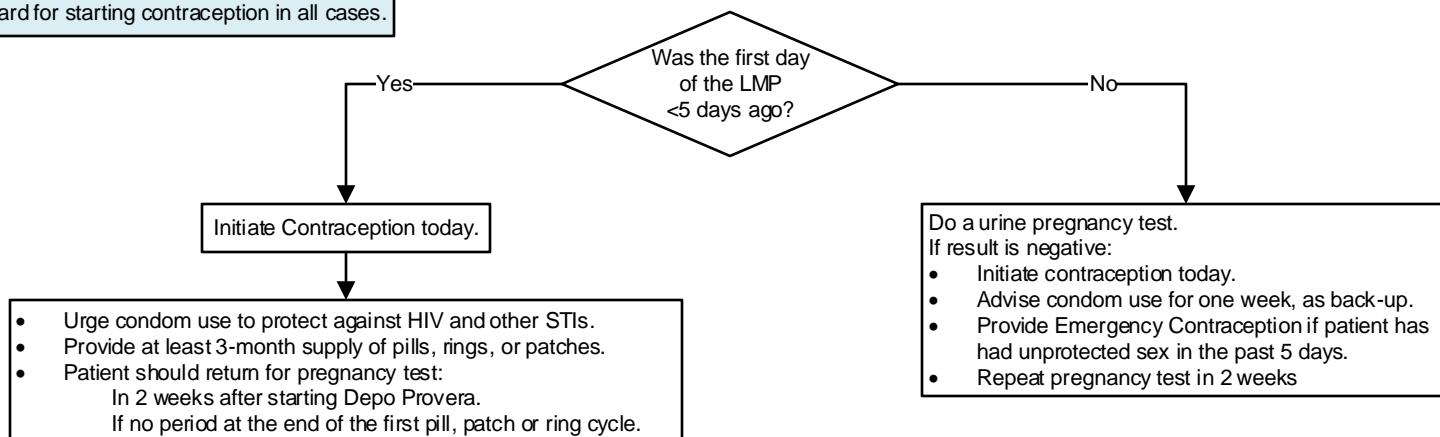 ard for starting contraception in all cases.
Was the first day
of the LMP
<5 days ago?
Yes
No
Initiate Contraception today.
• Urge condom use to protect against HIV and other STIs.
• Provide at least 3-month supply of pills, rings, or patches.
• Patient should return for pregnancy test:
In 2 weeks after starting Depo Provera.
If no period at the end of the first pill, patch or ring cycle.
Do a urine pregnancy test.
If result is negative:
• Initiate contraception today.
• Advise condom use for one week, as back-up.
• Provide Emergency Contraception if patient has
had unprotected sex in the past 5 days.
• Repeat pregnancy test in 2 weeks